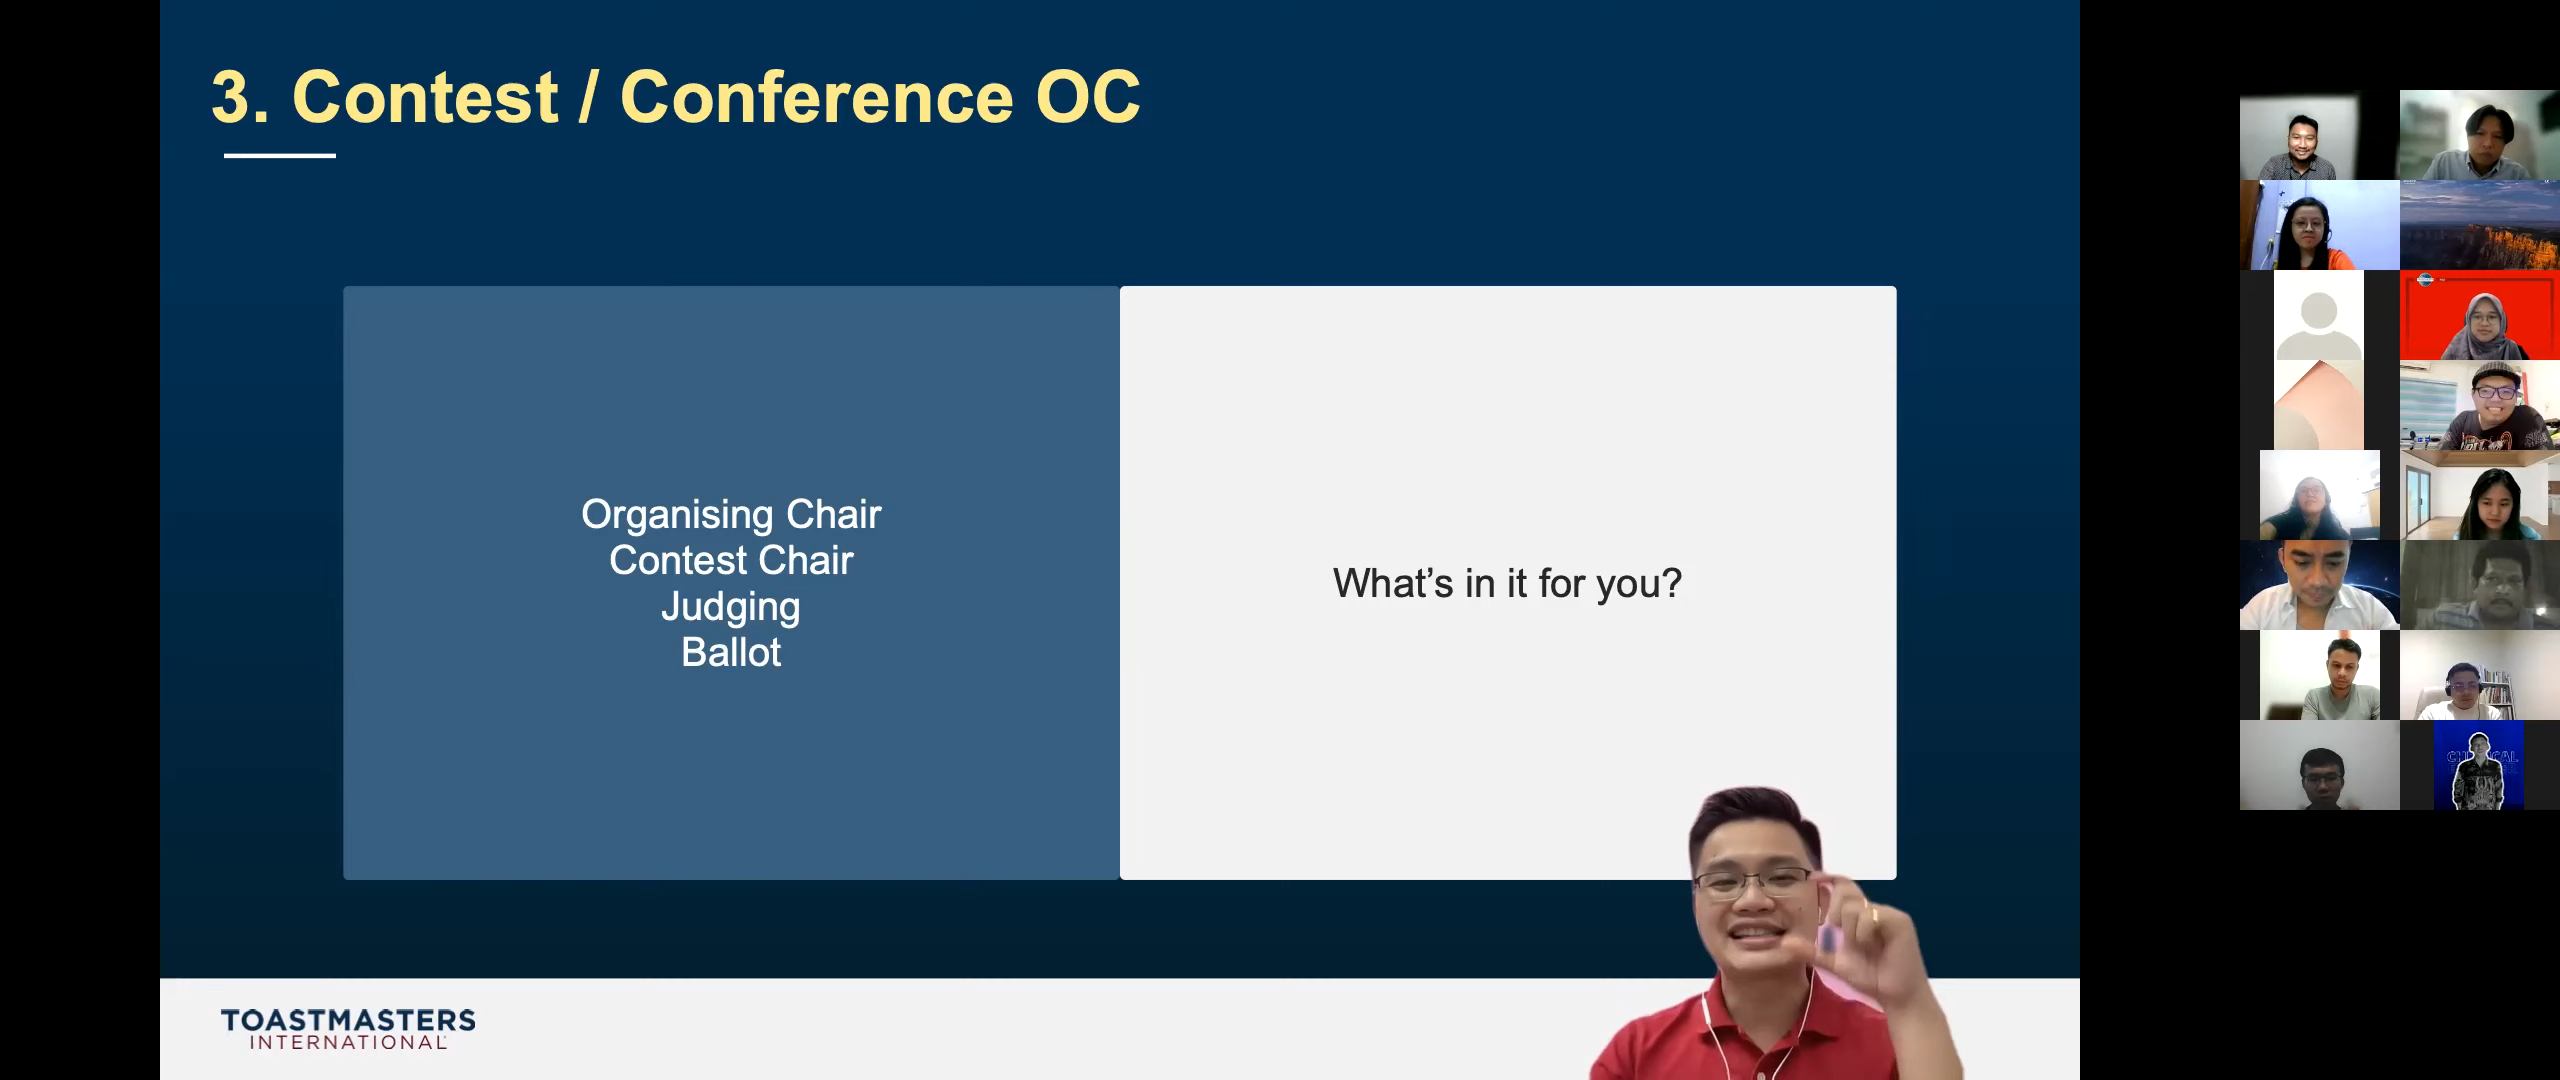 3. Contest / Conference OC
Organising Chair
Contest Chair
Judging
Ballot
What's in it for you?
TOASTMASTERS
INTERNATIONAL